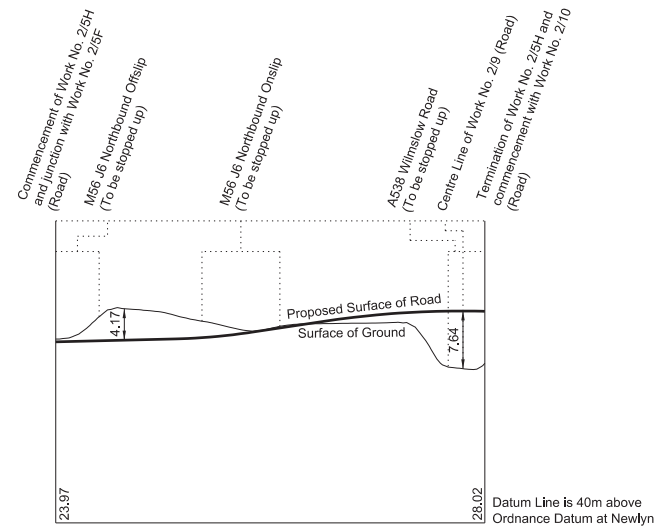 Commencement of Work No. 2/5H
and junction with Work No. 2/5F
(Road)
M56 J6 Northbound Offslip
(To be stopped up)
M56 J6 Northbound Onslip
(To be stopped up)
A538 Wilmslow Road
(To be stopped up)
Centre Line of Work No. 2/9 (Road)
Termination of Work No. 2/5H and
commencement with Work No. 2/10
(Road)
Proposed Surface of Road
Surface of Ground
4.17
7.64
23.97
28.02
Datum Line is 40m above
Ordnance Datum at Newlyn